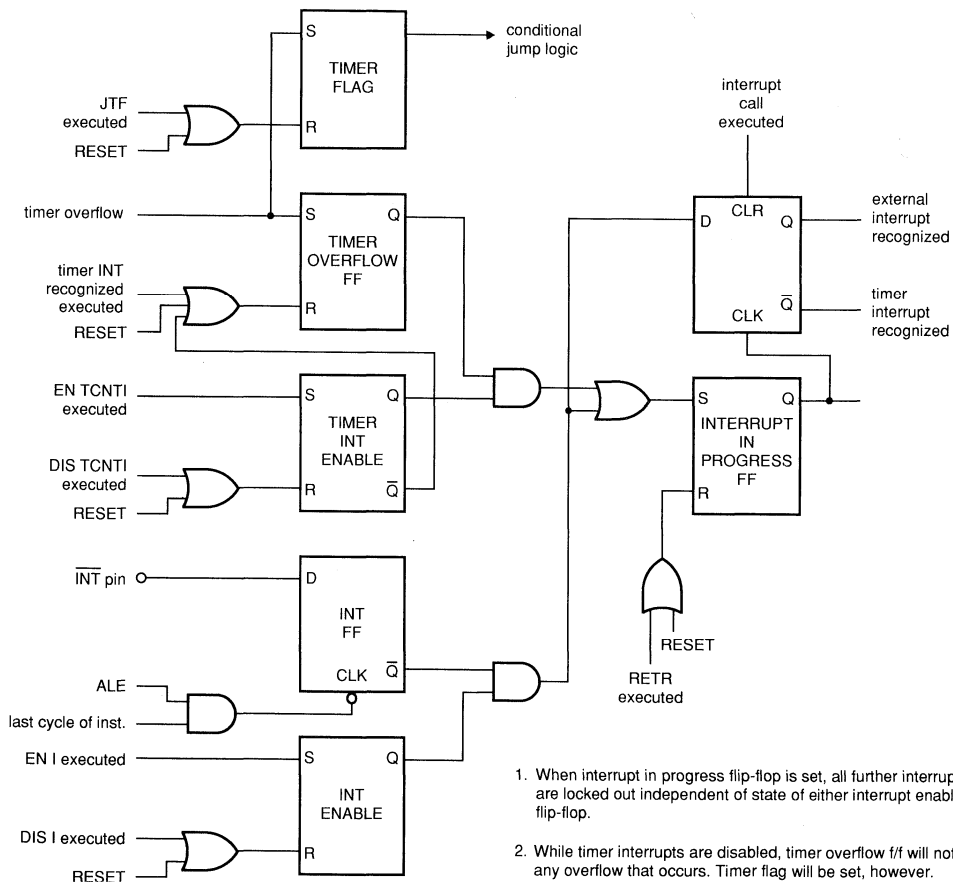 conditional
jump logic
S
TIMER
FLAG
R
JTF
executed
RESET
interrupt
call
executed
timer overflow
S
Q
TIMER
OVERFLOW
FF
R
timer INT
recognized
executed
RESET
D
CLR
Q
Q
CLK
external
interrupt
recognized
timer
interrupt
recognized
EN TCNTI
executed
S
Q
TIMER
INT
ENABLE
R
Q
DIS TCNTI
executed
RESET
S
Q
INTERRUPT
IN
PROGRESS
FF
R
INT pin
D
INT
FF
CLK
Q
RESET
RETR
executed
ALE
last cycle of inst.
EN I executed
S
Q
INT
ENABLE
R
DIS I executed
RESET
1. When interrupt in progress flip-flop is set, all further
are locked out independent of state of either interrupt
flip-flop.
2. While timer interrupts are disabled, timer overflow f/f will not
any overflow that occurs. Timer flag will be set, however.